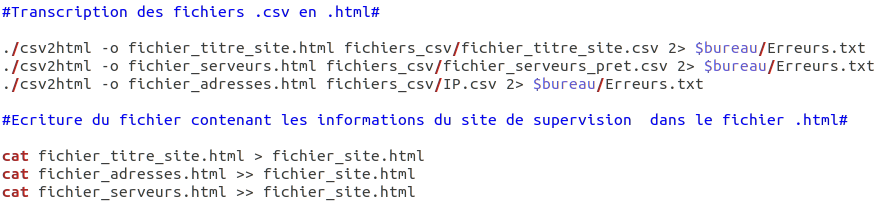 #Transcription des fichiers .csv en .html#
./csv2html -o fichier_titre_site.html fichiers_csv/fichier_titre_site.csv 2> $bureau/Erreurs.txt
./csv2html -o fichier_serveurs.html fichiers_csv/fichier_serveurs_pret.csv 2> $bureau/Erreurs.txt
./csv2html -o fichier_adresses.html fichiers_csv/IP.csv 2> $bureau/Erreurs.txt
#Ecriture du fichier contenant les informations du site de supervision  dans le fichier .html#
cat fichier_titre_site.html > fichier_site.html
cat fichier_adresses.html >> fichier_site.html
cat fichier_serveurs.html >> fichier_site.html